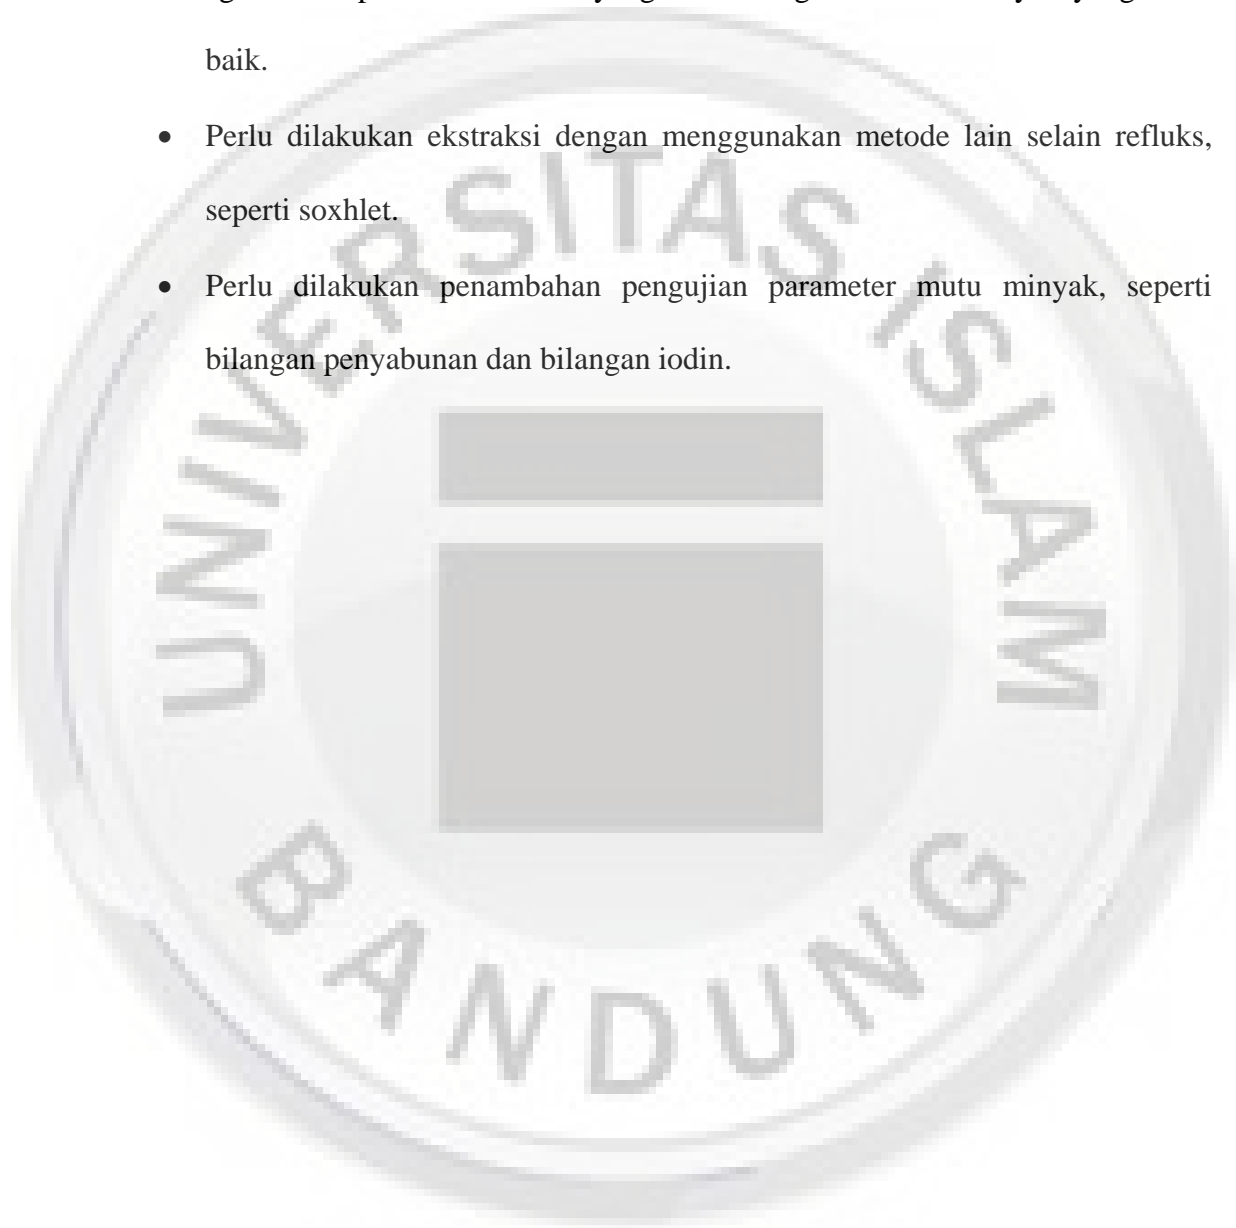 baik.
• Perlu dilakukan ekstraksi dengan menggunakan metode lain selain refluks,
seperti soxhlet.
• Perlu dilakukan penambahan pengujian parameter mutu minyak, seperti
bilangan penyabunan dan bilangan iodin.
UNIVERSITAS ISLAM
BANDUNG